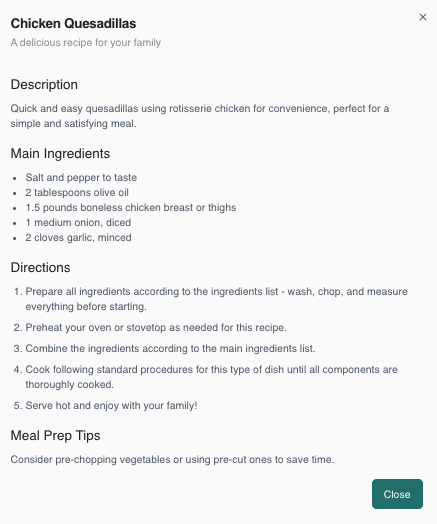 Chicken Quesadillas
A delicious recipe for your family
Description
Quick and easy quesadillas using rotisserie chicken for convenience, perfect for a
simple and satisfying meal.
Main Ingredients
• Salt and pepper to taste
• 2 tablespoons olive oil
• 1.5 pounds boneless chicken breast or thighs
• 1 medium onion, diced
• 2 cloves garlic, minced
Directions
1. Prepare all ingredients according to the ingredients list - wash, chop, and measure
everything before starting.
2. Preheat your oven or stovetop as needed for this recipe.
3. Combine the ingredients according to the main ingredients list.
4. Cook following standard procedures for this type of dish until all components are
thoroughly cooked.
5. Serve hot and enjoy with your family!
Meal Prep Tips
Consider pre-chopping vegetables or using pre-cut ones to save time.
Close